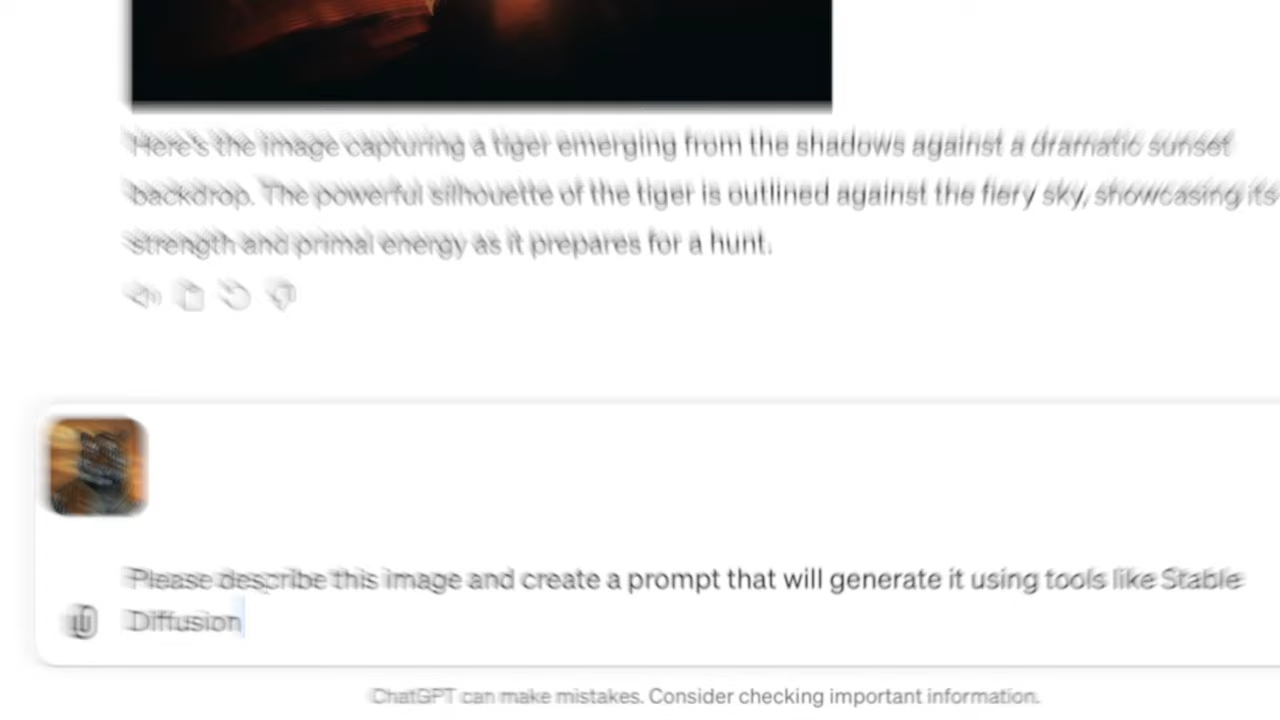 Here's the image capturing a tiger emerging from the shadows against a dramatic sunset
backdrop. The powerful silhouette of the tiger is outlined against the fiery sky, showcasing its
strength and primal energy as it prepares for a hunt.
Please describe this image and create a prompt that will generate it using tools like Stable
Diffusion
ChatGPT can make mistakes. Consider checking important information.